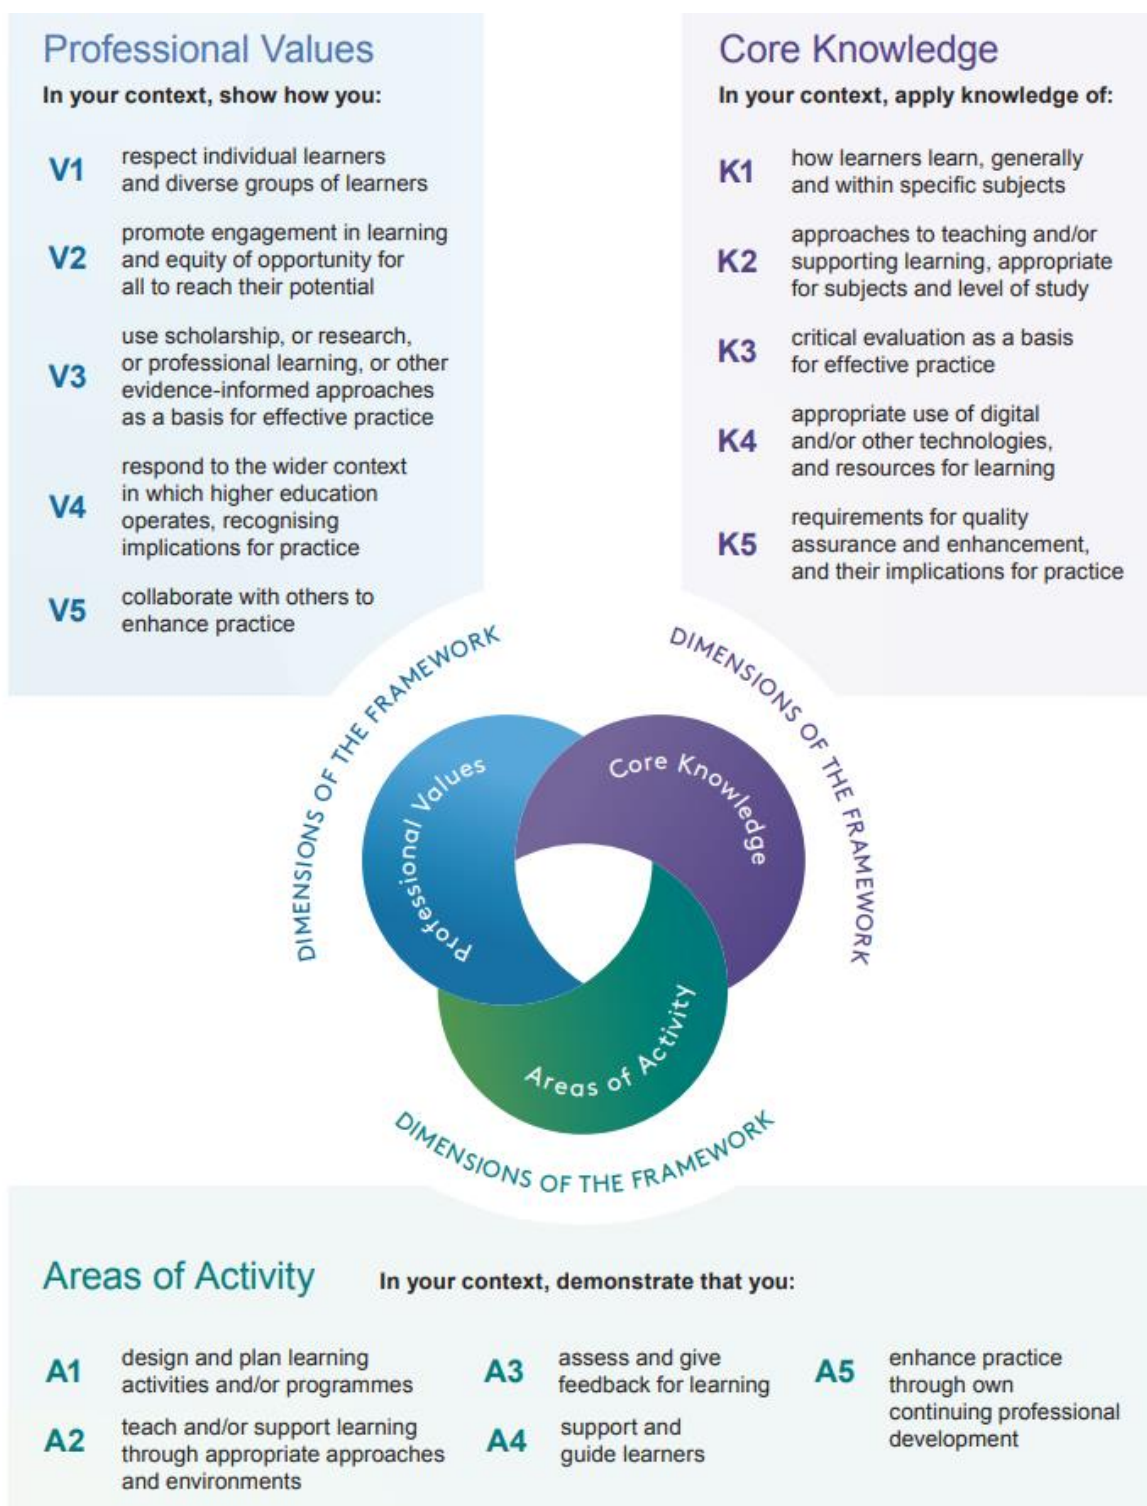 Professional Values
In your context, show how you:
V1 respect individual learners
and diverse groups of learners
V2 promote engagement in learning
and equity of opportunity for
all to reach their potential
V3 use scholarship, or research,
or professional learning, or other
evidence-informed approaches
as a basis for effective practice
V4 respond to the wider context
in which higher education
operates, recognising
implications for practice
V5 collaborate with others to
enhance practice
Core Knowledge
In your context, apply knowledge of:
K1 how learners learn, generally
and within specific subjects
K2 approaches to teaching and/or
supporting learning, appropriate
for subjects and level of study
K3 critical evaluation as a basis
for effective practice
K4 appropriate use of digital
and/or other technologies,
and resources for learning
K5 requirements for quality
assurance and enhancement,
and their implications for practice
DIMENSIONS OF THE FRAMEWORK
DIMENSIONS OF THE FRAMEWORK
Professional Values
Core Knowledge
Areas of Activity
DIMENSIONS OF THE FRAMEWORK
Areas of Activity
In your context, demonstrate that you:
A1 design and plan learning
activities and/or programmes
A2 teach and/or support learning
through appropriate approaches
and environments
A3 assess and give
feedback for learning
A4 support and
guide learners
A5 enhance practice
through own
continuing professional
development